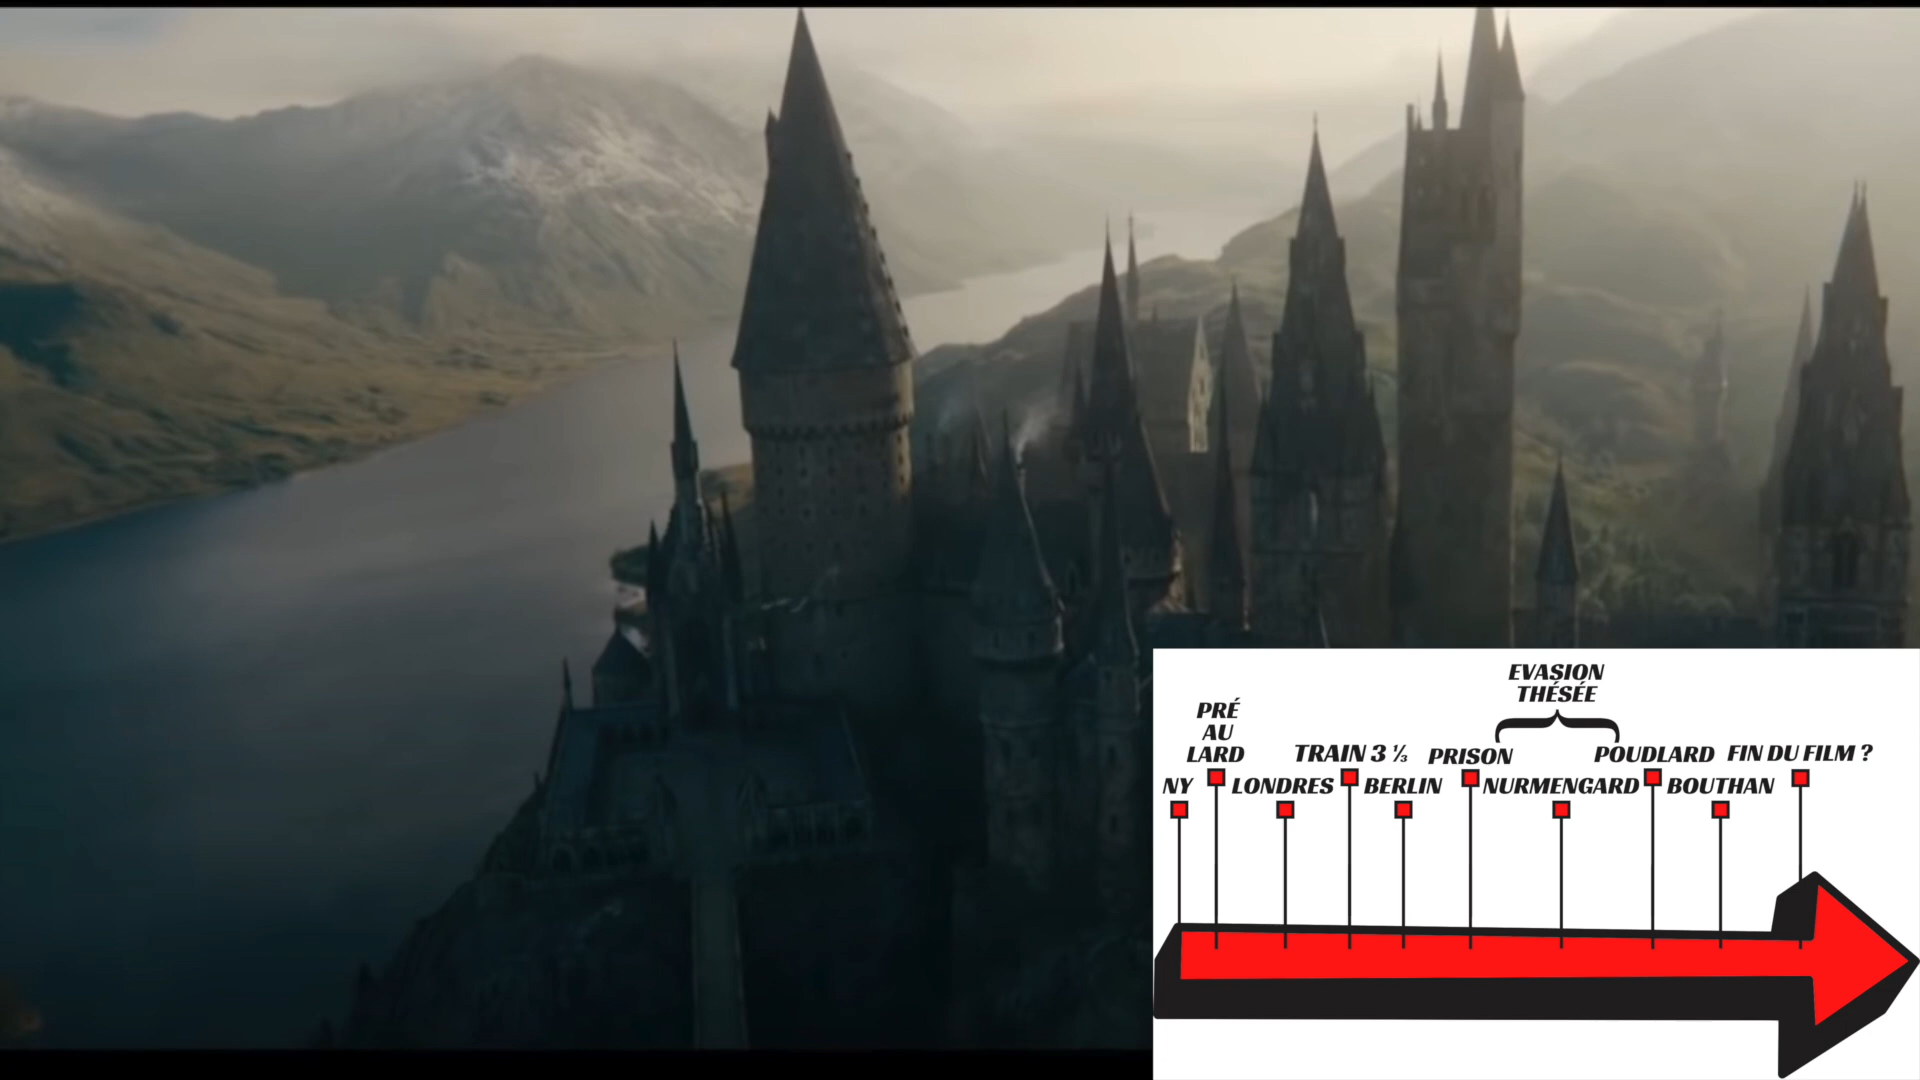 EVASION
THÉSÉE
PRÉ
AU
LARD
TRAIN 3 ⅓
PRISON
POUDLARD
FIN DU FILM ?
NY
LONDRES
BERLIN
NURMENGARD
BOUTHAN